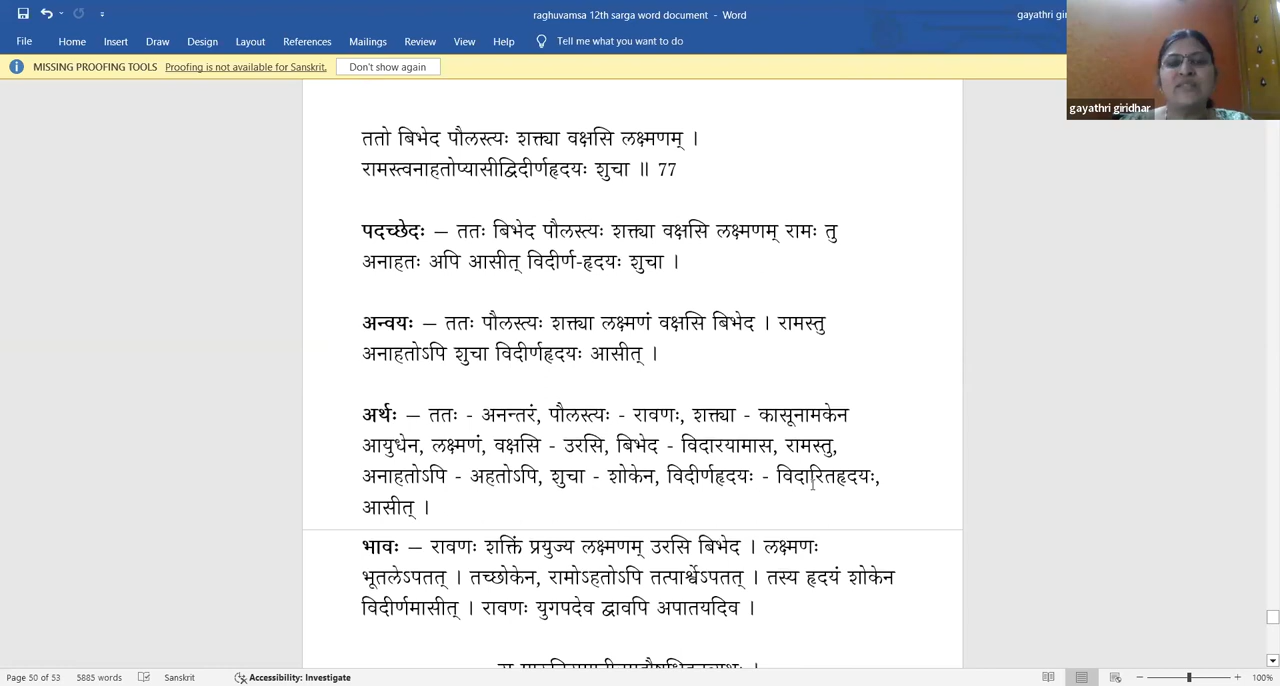 raghuvamsa 12th sarga word document - Word
gayathri giri
File Home Insert Draw Design Layout References Mailings Review View Help Tell me what you want to do
MISSING PROOFING TOOLS Proofing is not available for Sanskrit. Don't show again
gayathri giridhar
ततो बिभेद पौलस्त्यः शक्त्या वक्षसि लक्ष्मणम् ।
रामस्त्वनाहतोप्यासीद्विदीर्णहृदयः शुचा ॥ 77
पदच्छेदः – ततः बिभेद पौलस्त्यः शक्त्या वक्षसि लक्ष्मणम् रामः तु
अनाहतः अपि आसीत् विदीर्ण-हृदयः शुचा ।
अन्वयः – ततः पौलस्त्यः शक्त्या लक्ष्मणं वक्षसि बिभेद । रामस्तु
अनाहतोऽपि शुचा विदीर्णहृदयः आसीत् ।
अर्थः – ततः - अनन्तरं, पौलस्त्यः - रावणः, शक्त्या - कासूनामकेन
आयुधेन, लक्ष्मणं, वक्षसि - उरसि, बिभेद - विदारयामास, रामस्तु,
अनाहतोऽपि - अहतोऽपि, शुचा - शोकेन, विदीर्णहृदयः - विदारितहृदयः,
आसीत् ।
भावः – रावणः शक्तिं प्रयुज्य लक्ष्मणम् उरसि बिभेद । लक्ष्मणः
भूतलेऽपतत् । तच्छोकेन, रामोऽहतोऽपि तत्पार्श्वेऽपतत् । तस्य हृदयं शोकेन
विदीर्णमासीत् । रावणः युगपदेव द्वावपि अपातयदिव ।
Page 50 of 53 5885 words Sanskrit Accessibility: Investigate 100%